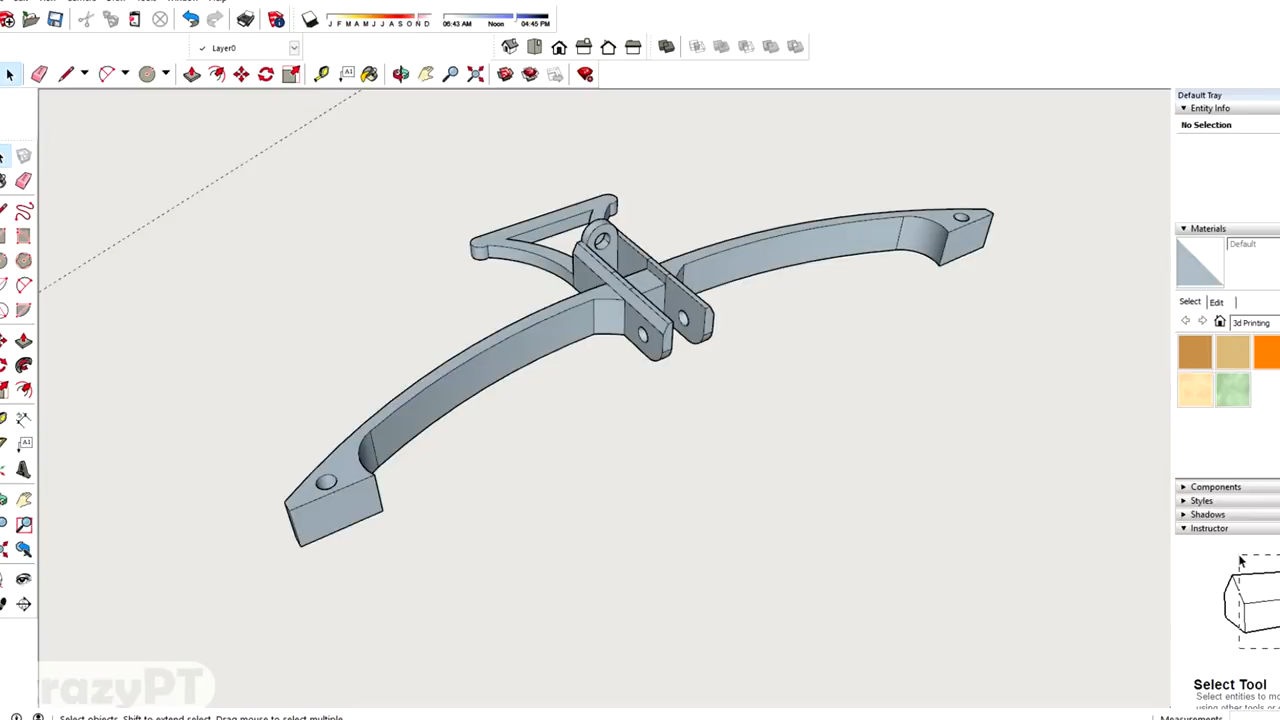 J F M A M J J A S O N D
06:43 AM Noon 04:45 PM
✓ Layer0
A1
Default Tray
Entity Info
No Selection
Materials
Default
Select Edit
3d Printing
A1
Components
Styles
Shadows
Instructor
razyPT
Select Tool
Select entities to
using other tools or
Select objects. Shift to extend select. Drag mouse to select multiple.
Measurements